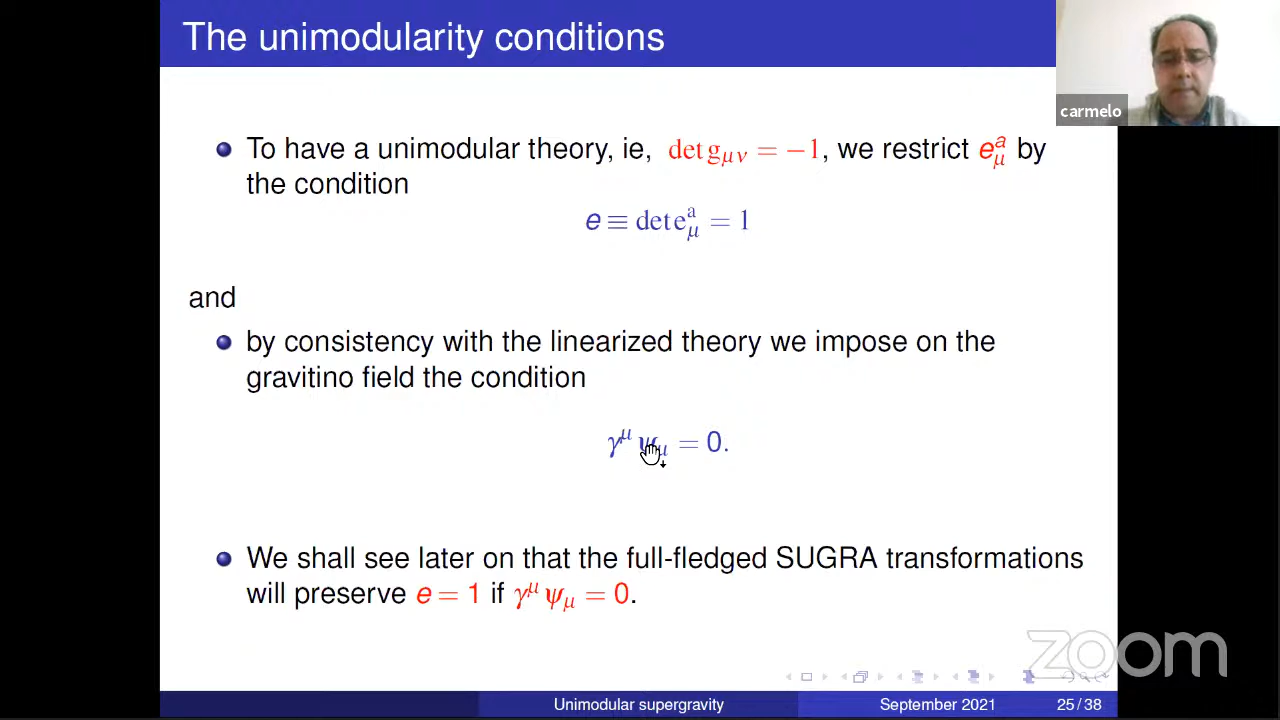 The unimodularity conditions
carmelo
To have a unimodular theory, ie, det g_{μν} = −1, we restrict e^a_μ by
the condition
e ≡ det e^a_μ = 1
and
by consistency with the linearized theory we impose on the
gravitino field the condition
γ^μ ψ_μ = 0.
We shall see later on that the full-fledged SUGRA transformations
will preserve e = 1 if γ^μ ψ_μ = 0.
zoom
Unimodular supergravity
September 2021
25 / 38